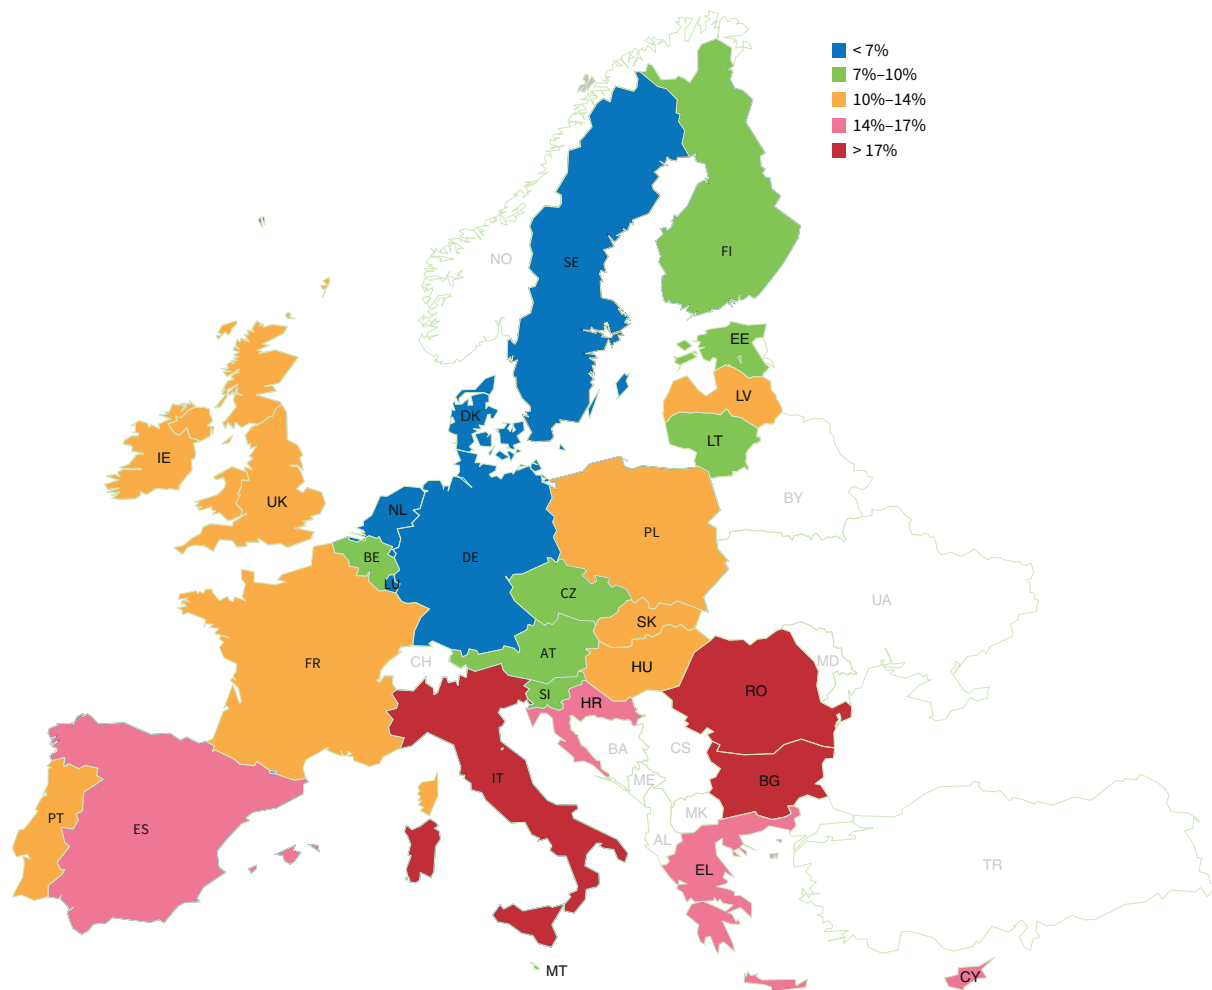 < 7%
7%–10%
10%–14%
14%–17%
> 17%
NO
SE
FI
EE
LV
DK
LT
IE
UK
NL
BY
PL
BE
DE
LU
CZ
UA
SK
FR
CH
AT
HU
MD
SI
HR
RO
BA
CS
IT
ME
BG
PT
ES
MK
AL
EL
TR
MT
CY